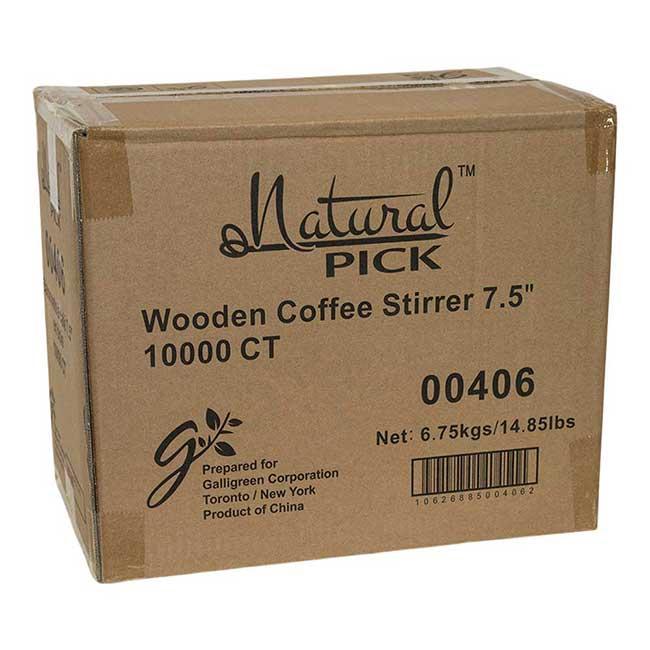 Natural™
PICK
Wooden Coffee Stirrer 7.5"
10000 CT
00406
Net: 6.75kgs/14.85lbs
g
Prepared for
Galligreen Corporation
Toronto / New York
Product of China
10626885004062
00406